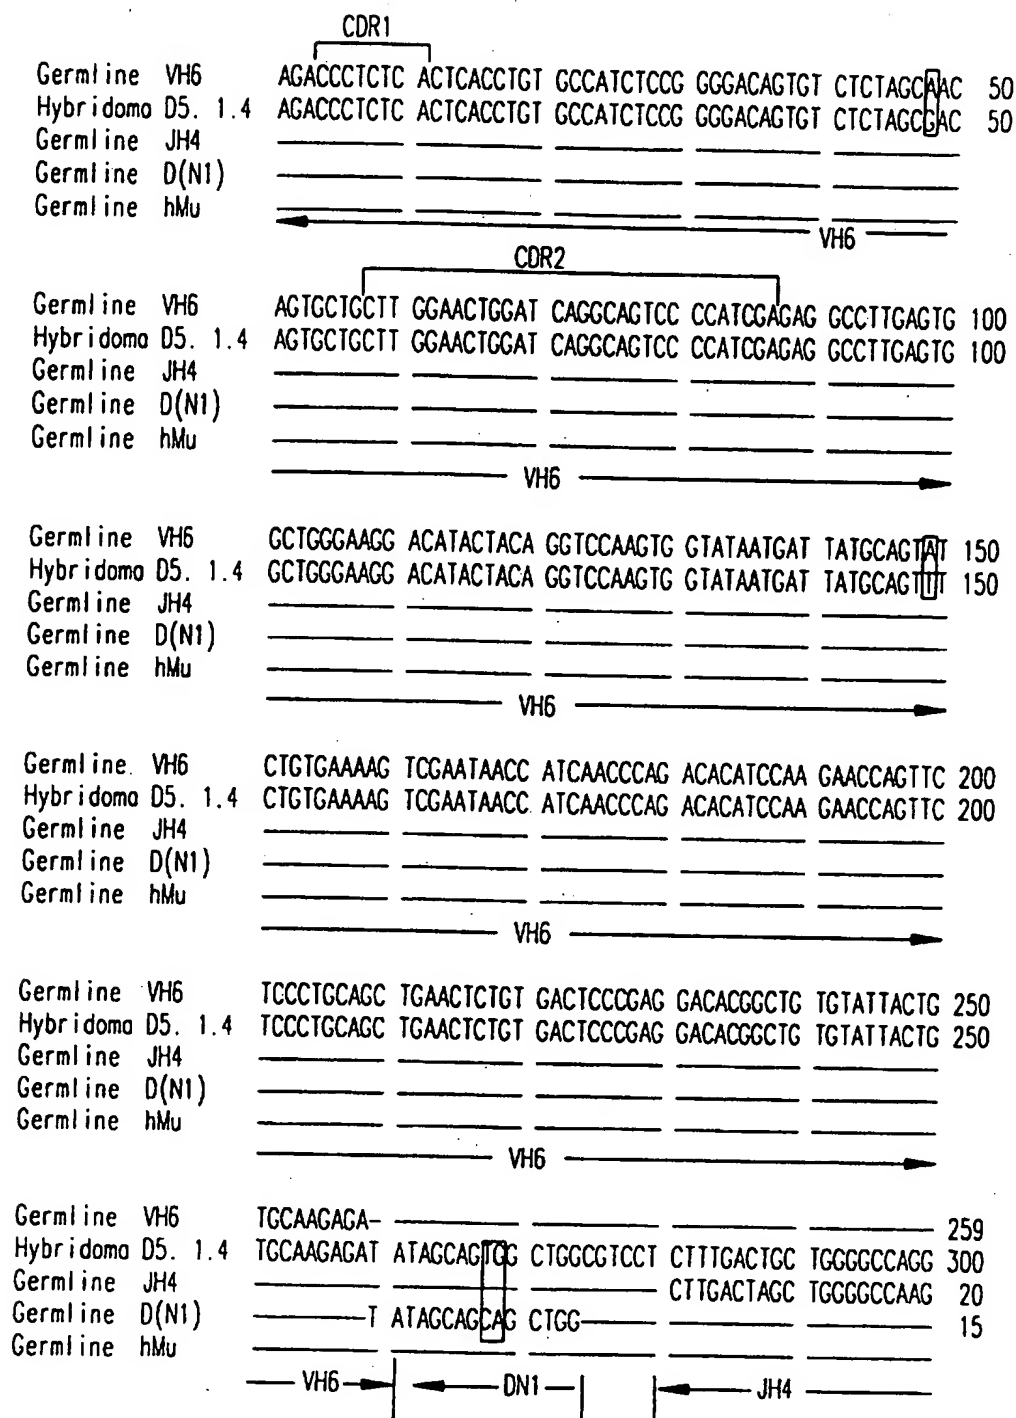 CDR1
Germline VH6 AGACCCTCTC ACTCACCTGT GCCATCTCCG GGGACAGTGT CTCTAGCAAC 50
Hybridoma D5. 1.4 AGACCCTCTC ACTCACCTGT GCCATCTCCG GGGACAGTGT CTCTAGCGAC 50
Germline JH4
Germline D(N1)
Germline hMu
VH6
CDR2
Germline VH6 AGTGCTGCTT GGAACTGGAT CAGGCAGTCC CCATCGAGAG GCCTTGAGTG 100
Hybridoma D5. 1.4 AGTGCTGCTT GGAACTGGAT CAGGCAGTCC CCATCGAGAG GCCTTGAGTG 100
Germline JH4
Germline D(N1)
Germline hMu
VH6
Germline VH6 GCTGGGAAGG ACATACTACA GGTCCAAGTG GTATAATGAT TATGCAGTAT 150
Hybridoma D5. 1.4 GCTGGGAAGG ACATACTACA GGTCCAAGTG GTATAATGAT TATGCAGTTT 150
Germline JH4
Germline D(N1)
Germline hMu
VH6
Germline VH6 CTGTGAAAAG TCGAATAACC ATCAACCCAG ACACATCCAA GAACCAGTTC 200
Hybridoma D5. 1.4 CTGTGAAAAG TCGAATAACC ATCAACCCAG ACACATCCAA GAACCAGTTC 200
Germline JH4
Germline D(N1)
Germline hMu
VH6
Germline VH6 TCCCTGCAGC TGAACTCTGT GACTCCCGAG GACACGGCTG TGTATTACTG 250
Hybridoma D5. 1.4 TCCCTGCAGC TGAACTCTGT GACTCCCGAG GACACGGCTG TGTATTACTG 250
Germline JH4
Germline D(N1)
Germline hMu
VH6
Germline VH6 TGCAAGAGA- 259
Hybridoma D5. 1.4 TGCAAGAGAT ATAGCAGTGG CTGGCGTCCT CTTTGACTGC TGGGGCCAGG 300
Germline JH4 CTTGACTAGC TGGGGCCAAG 20
Germline D(N1) T ATAGCAGCAG CTGG 15
Germline hMu
VH6 DN1 JH4